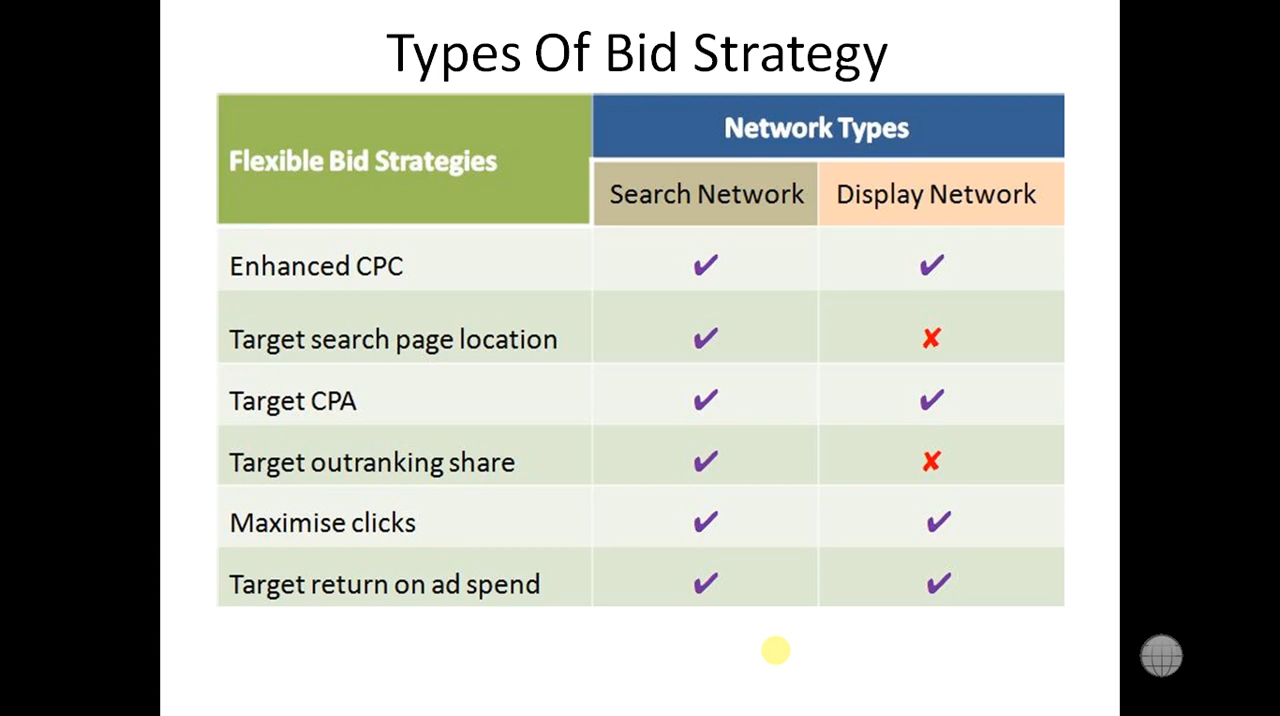 Types Of Bid Strategy
Flexible Bid Strategies
Network Types
Search Network
Display Network
Enhanced CPC ✔ ✔
Target search page location ✔ ✘
Target CPA ✔ ✔
Target outranking share ✔ ✘
Maximise clicks ✔ ✔
Target return on ad spend ✔ ✔